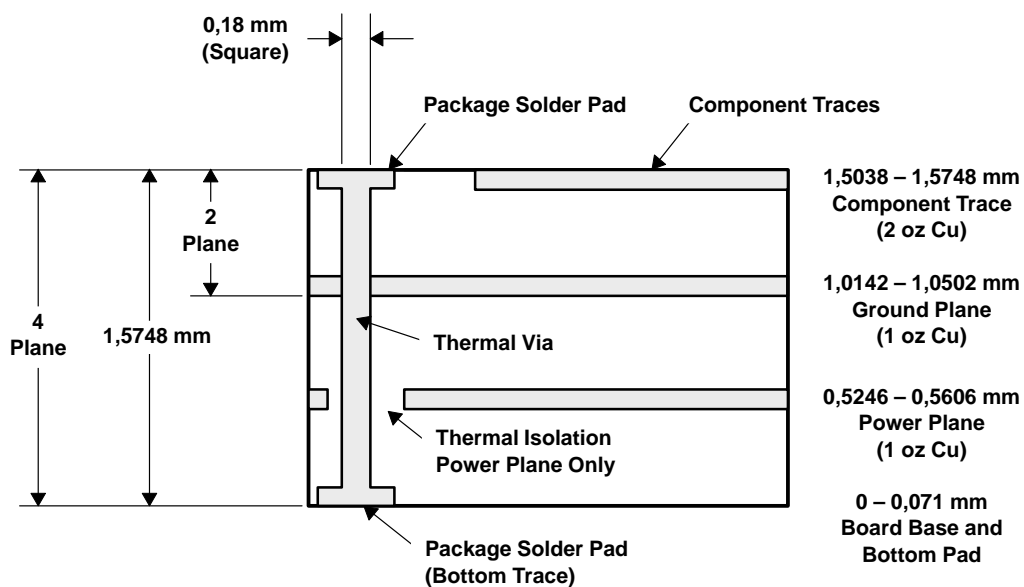 0,18 mm
(Square)
Package Solder Pad
Component Traces
1,5038 – 1,5748 mm
Component Trace
(2 oz Cu)
2
Plane
1,0142 – 1,0502 mm
Ground Plane
(1 oz Cu)
4
Plane
1,5748 mm
Thermal Via
0,5246 – 0,5606 mm
Power Plane
(1 oz Cu)
Thermal Isolation
Power Plane Only
0 – 0,071 mm
Board Base and
Bottom Pad
Package Solder Pad
(Bottom Trace)